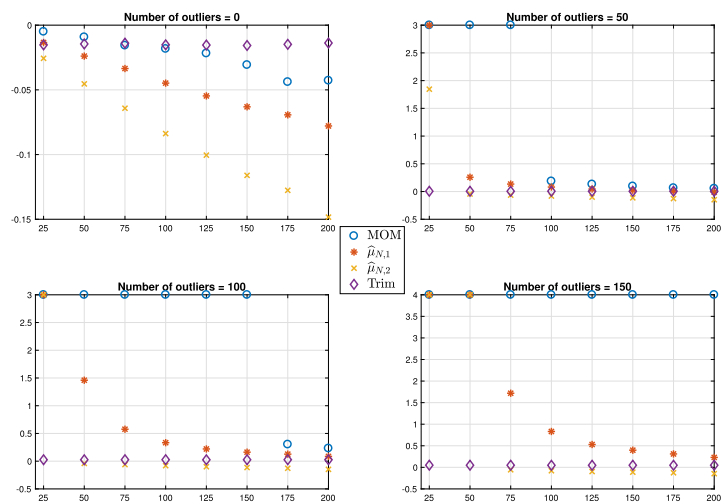 Number of outliers = 0
0
-0.05
-0.1
-0.15
25 50 75 100 125 150 175 200
Number of outliers = 50
3
2.5
2
1.5
1
0.5
0
-0.5
25 50 75 100 125 150 175 200
MOM
μ̂_{N,1}
μ̂_{N,2}
Trim
Number of outliers = 100
3
2.5
2
1.5
1
0.5
0
-0.5
25 50 75 100 125 150 175 200
Number of outliers = 150
4
3.5
3
2.5
2
1.5
1
0.5
0
-0.5
25 50 75 100 125 150 175 200